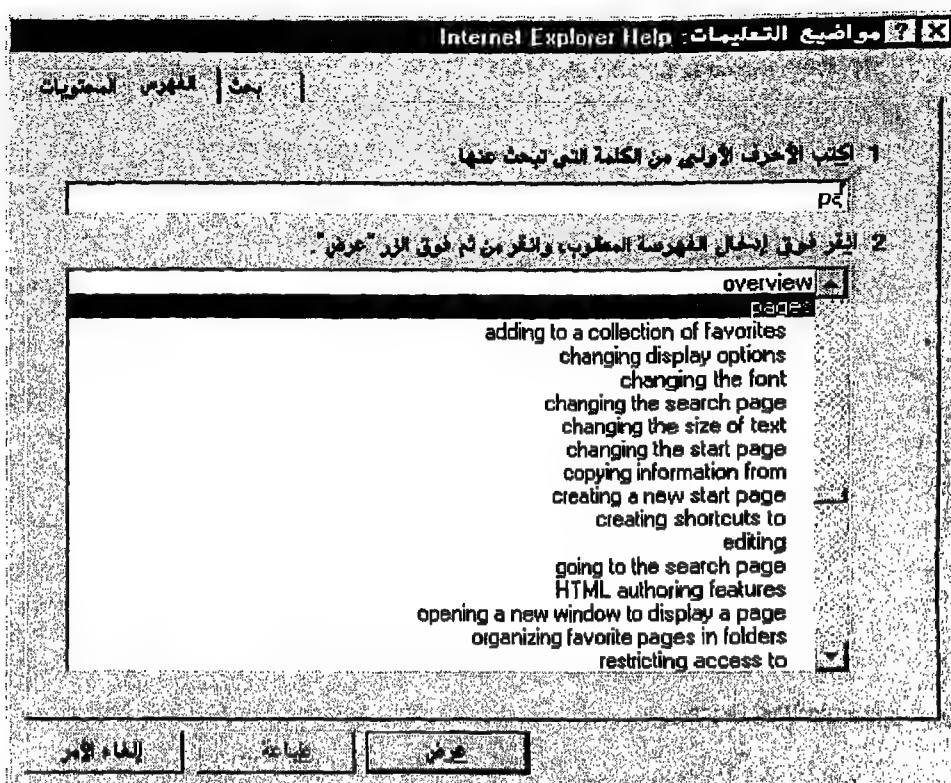 مواضيع التعليمات: Internet Explorer Help
المحتويات الفهرس بحث
1 اكتب الأحرف الأولى من الكلمة التي تبحث عنها
pa
2 انقر فوق إدخال الفهرسة المطلوب، وانقر من ثم فوق الزر "عرض".
overview
pages
adding to a collection of favorites
changing display options
changing the font
changing the search page
changing the size of text
changing the start page
copying information from
creating a new start page
creating shortcuts to
editing
going to the search page
HTML authoring features
opening a new window to display a page
organizing favorite pages in folders
restricting access to
عرض طباعة إلغاء الأمر